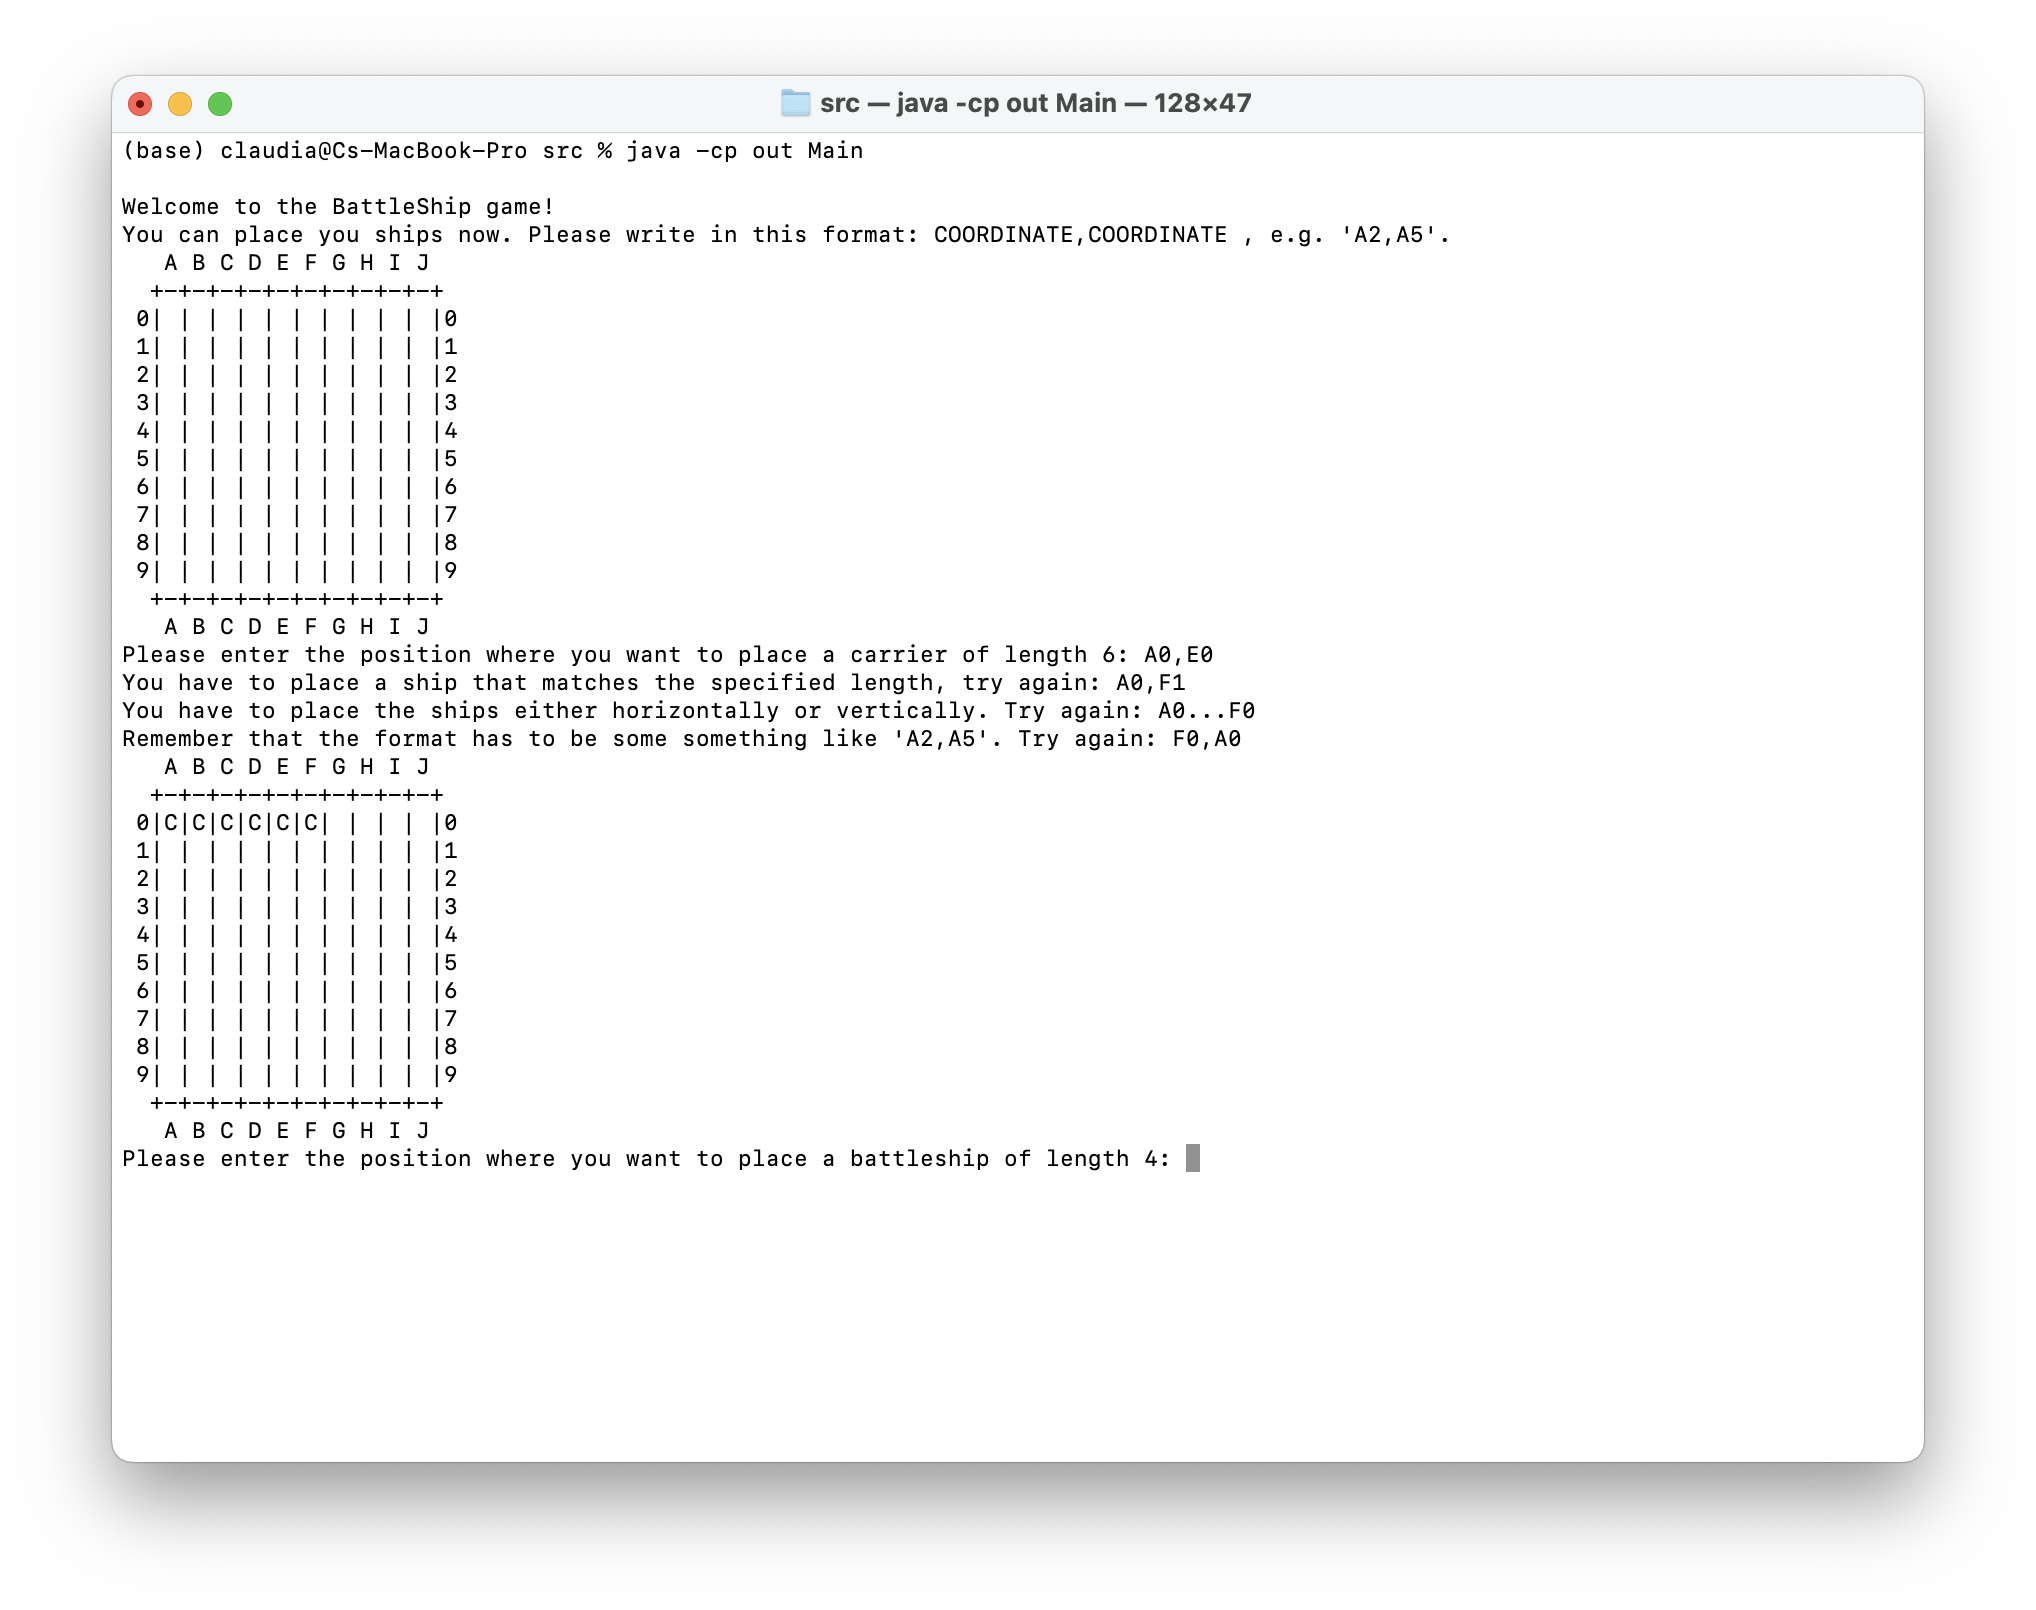 src — java -cp out Main — 128×47
(base) claudia@Cs-MacBook-Pro src % java -cp out Main

Welcome to the BattleShip game!
You can place you ships now. Please write in this format: COORDINATE,COORDINATE , e.g. 'A2,A5'.
   A B C D E F G H I J
  +-+-+-+-+-+-+-+-+-+-+
 0| | | | | | | | | | |0
 1| | | | | | | | | | |1
 2| | | | | | | | | | |2
 3| | | | | | | | | | |3
 4| | | | | | | | | | |4
 5| | | | | | | | | | |5
 6| | | | | | | | | | |6
 7| | | | | | | | | | |7
 8| | | | | | | | | | |8
 9| | | | | | | | | | |9
  +-+-+-+-+-+-+-+-+-+-+
   A B C D E F G H I J
Please enter the position where you want to place a carrier of length 6: A0,E0
You have to place a ship that matches the specified length, try again: A0,F1
You have to place the ships either horizontally or vertically. Try again: A0...F0
Remember that the format has to be some something like 'A2,A5'. Try again: F0,A0
   A B C D E F G H I J
  +-+-+-+-+-+-+-+-+-+-+
 0|C|C|C|C|C|C| | | | |0
 1| | | | | | | | | | |1
 2| | | | | | | | | | |2
 3| | | | | | | | | | |3
 4| | | | | | | | | | |4
 5| | | | | | | | | | |5
 6| | | | | | | | | | |6
 7| | | | | | | | | | |7
 8| | | | | | | | | | |8
 9| | | | | | | | | | |9
  +-+-+-+-+-+-+-+-+-+-+
   A B C D E F G H I J
Please enter the position where you want to place a battleship of length 4: